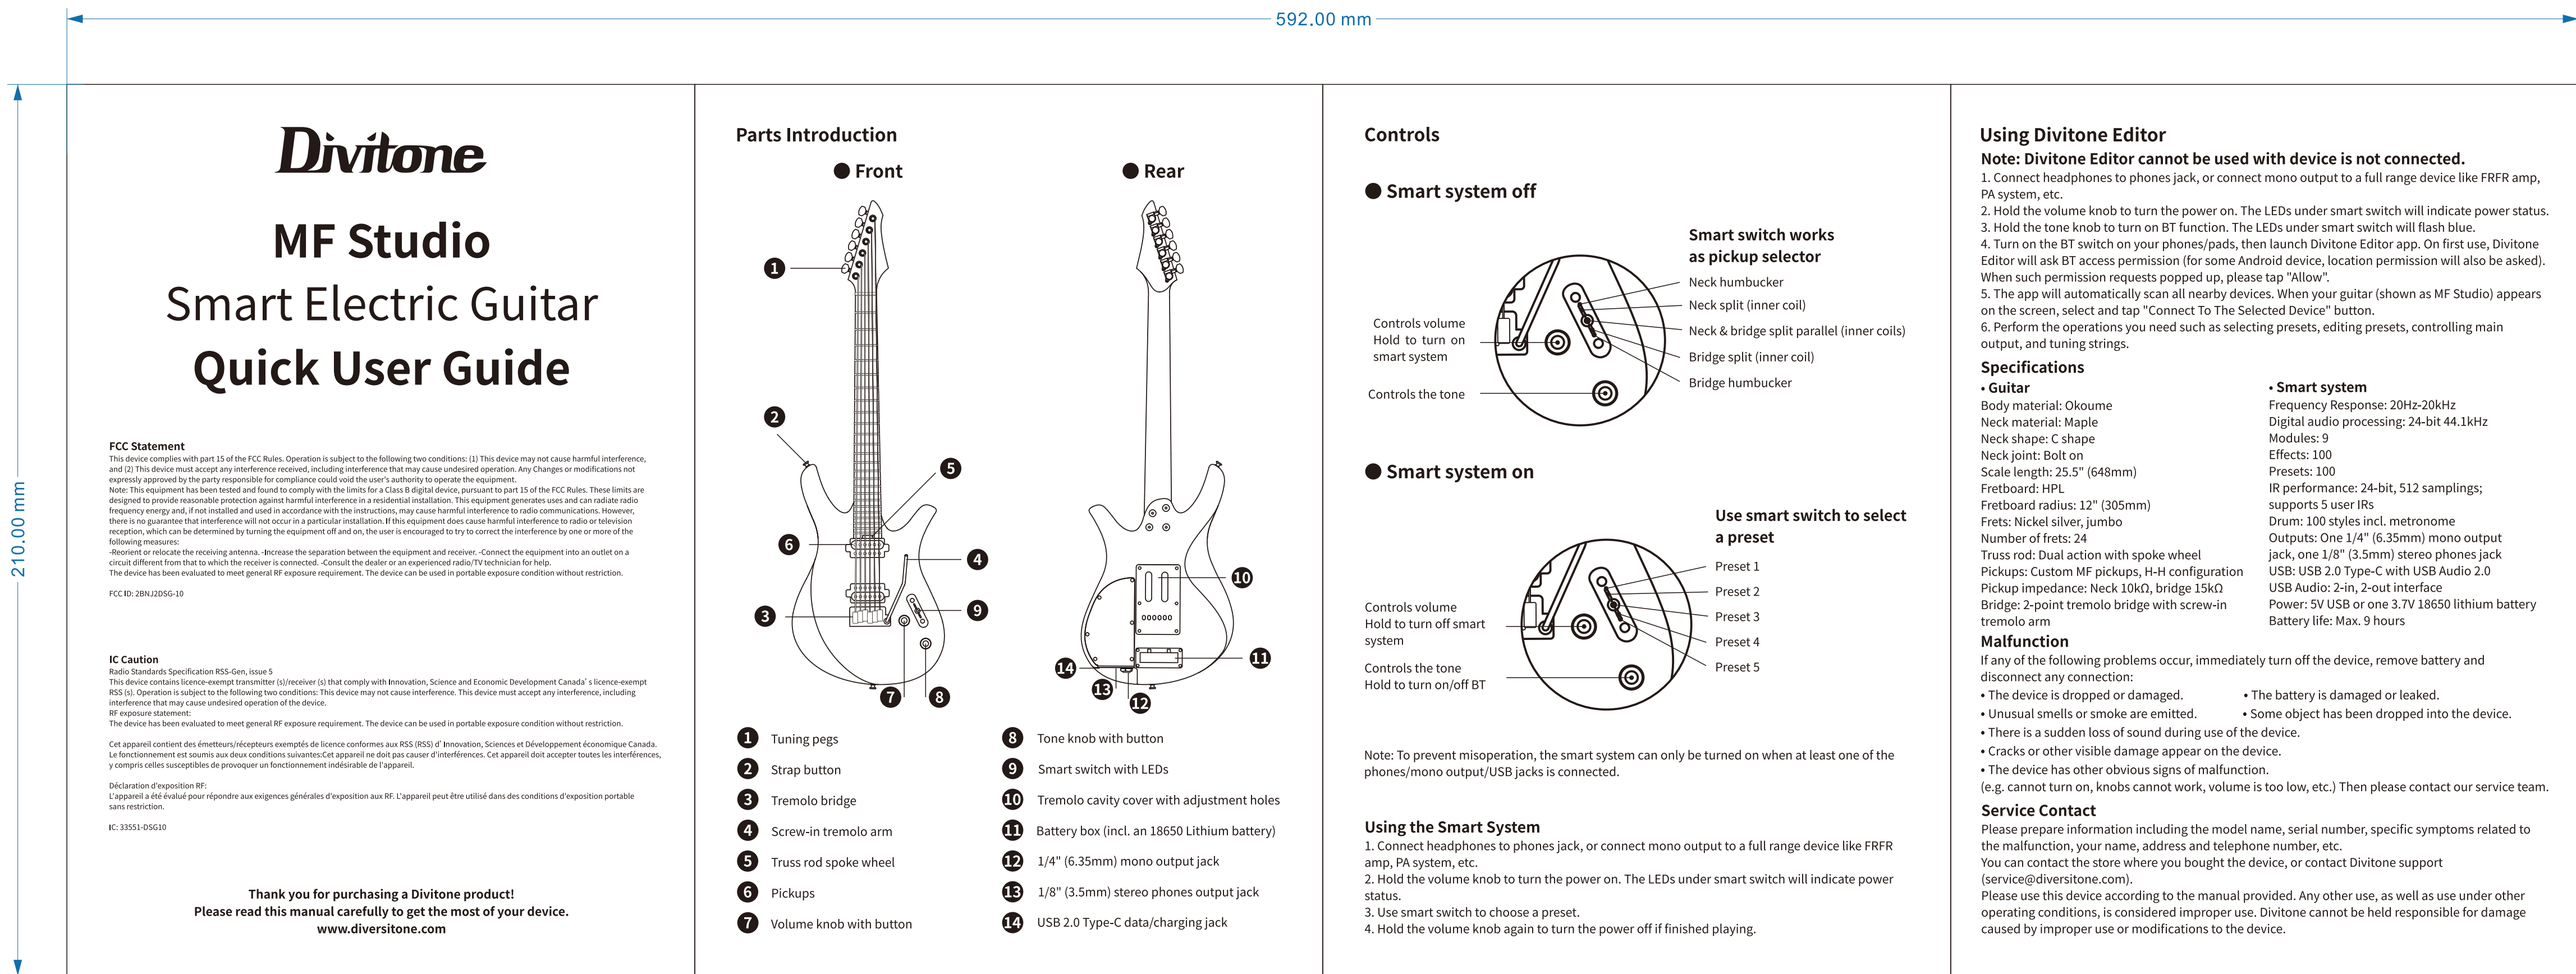 592.00 mm
210.00 mm
Divitone
MF Studio
Smart Electric Guitar
Quick User Guide
FCC Statement
This device complies with part 15 of the FCC Rules. Operation is subject to the following two conditions: (1) This device may not cause harmful interference,
and (2) This device must accept any interference received, including interference that may cause undesired operation. Any Changes or modifications not
expressly approved by the party responsible for compliance could void the user's authority to operate the equipment.
Note: This equipment has been tested and found to comply with the limits for a Class B digital device, pursuant to part 15 of the FCC Rules. These limits are
designed to provide reasonable protection against harmful interference in a residential installation. This equipment generates uses and can radiate radio
frequency energy and, if not installed and used in accordance with the instructions, may cause harmful interference to radio communications. However,
there is no guarantee that interference will not occur in a particular installation. If this equipment does cause harmful interference to radio or television
reception, which can be determined by turning the equipment off and on, the user is encouraged to try to correct the interference by one or more of the
following measures:
-Reorient or relocate the receiving antenna. -Increase the separation between the equipment and receiver. -Connect the equipment into an outlet on a
circuit different from that to which the receiver is connected. -Consult the dealer or an experienced radio/TV technician for help.
The device has been evaluated to meet general RF exposure requirement. The device can be used in portable exposure condition without restriction.
FCC ID: 2BNJ2DSG-10
IC Caution
Radio Standards Specification RSS-Gen, issue 5
This device contains licence-exempt transmitter (s)/receiver (s) that comply with Innovation, Science and Economic Development Canada's licence-exempt
RSS (s). Operation is subject to the following two conditions: This device may not cause interference. This device must accept any interference, including
interference that may cause undesired operation of the device.
RF exposure statement:
The device has been evaluated to meet general RF exposure requirement. The device can be used in portable exposure condition without restriction.
Cet appareil contient des émetteurs/récepteurs exemptés de licence conformes aux RSS (RSS) d'Innovation, Sciences et Développement économique Canada.
Le fonctionnement est soumis aux deux conditions suivantes:Cet appareil ne doit pas causer d'interférences. Cet appareil doit accepter toutes les interférences,
y compris celles susceptibles de provoquer un fonctionnement indésirable de l'appareil.
Déclaration d'exposition RF:
L'appareil a été évalué pour répondre aux exigences générales d'exposition aux RF. L'appareil peut être utilisé dans des conditions d'exposition portable
sans restriction.
IC: 33551-DSG10
Thank you for purchasing a Divitone product!
Please read this manual carefully to get the most of your device.
www.diversitone.com
Parts Introduction
● Front
● Rear
1
2
5
6
4
3
9
7
8
10
11
14
13
12
1 Tuning pegs
2 Strap button
3 Tremolo bridge
4 Screw-in tremolo arm
5 Truss rod spoke wheel
6 Pickups
7 Volume knob with button
8 Tone knob with button
9 Smart switch with LEDs
10 Tremolo cavity cover with adjustment holes
11 Battery box (incl. an 18650 Lithium battery)
12 1/4" (6.35mm) mono output jack
13 1/8" (3.5mm) stereo phones output jack
14 USB 2.0 Type-C data/charging jack
Controls
● Smart system off
Smart switch works
as pickup selector
Neck humbucker
Neck split (inner coil)
Neck & bridge split parallel (inner coils)
Bridge split (inner coil)
Bridge humbucker
Controls volume
Hold to turn on
smart system
Controls the tone
● Smart system on
Use smart switch to select
a preset
Preset 1
Preset 2
Preset 3
Preset 4
Preset 5
Controls volume
Hold to turn off smart
system
Controls the tone
Hold to turn on/off BT
Note: To prevent misoperation, the smart system can only be turned on when at least one of the
phones/mono output/USB jacks is connected.
Using the Smart System
1. Connect headphones to phones jack, or connect mono output to a full range device like FRFR
amp, PA system, etc.
2. Hold the volume knob to turn the power on. The LEDs under smart switch will indicate power
status.
3. Use smart switch to choose a preset.
4. Hold the volume knob again to turn the power off if finished playing.
Using Divitone Editor
Note: Divitone Editor cannot be used with device is not connected.
1. Connect headphones to phones jack, or connect mono output to a full range device like FRFR amp,
PA system, etc.
2. Hold the volume knob to turn the power on. The LEDs under smart switch will indicate power status.
3. Hold the tone knob to turn on BT function. The LEDs under smart switch will flash blue.
4. Turn on the BT switch on your phones/pads, then launch Divitone Editor app. On first use, Divitone
Editor will ask BT access permission (for some Android device, location permission will also be asked).
When such permission requests popped up, please tap "Allow".
5. The app will automatically scan all nearby devices. When your guitar (shown as MF Studio) appears
on the screen, select and tap "Connect To The Selected Device" button.
6. Perform the operations you need such as selecting presets, editing presets, controlling main
output, and tuning strings.
Specifications
• Guitar
Body material: Okoume
Neck material: Maple
Neck shape: C shape
Neck joint: Bolt on
Scale length: 25.5" (648mm)
Fretboard: HPL
Fretboard radius: 12" (305mm)
Frets: Nickel silver, jumbo
Number of frets: 24
Truss rod: Dual action with spoke wheel
Pickups: Custom MF pickups, H-H configuration
Pickup impedance: Neck 10kΩ, bridge 15kΩ
Bridge: 2-point tremolo bridge with screw-in
tremolo arm
• Smart system
Frequency Response: 20Hz-20kHz
Digital audio processing: 24-bit 44.1kHz
Modules: 9
Effects: 100
Presets: 100
IR performance: 24-bit, 512 samplings;
supports 5 user IRs
Drum: 100 styles incl. metronome
Outputs: One 1/4" (6.35mm) mono output
jack, one 1/8" (3.5mm) stereo phones jack
USB: USB 2.0 Type-C with USB Audio 2.0
USB Audio: 2-in, 2-out interface
Power: 5V USB or one 3.7V 18650 lithium battery
Battery life: Max. 9 hours
Malfunction
If any of the following problems occur, immediately turn off the device, remove battery and
disconnect any connection:
• The device is dropped or damaged. • The battery is damaged or leaked.
• Unusual smells or smoke are emitted. • Some object has been dropped into the device.
• There is a sudden loss of sound during use of the device.
• Cracks or other visible damage appear on the device.
• The device has other obvious signs of malfunction.
(e.g. cannot turn on, knobs cannot work, volume is too low, etc.) Then please contact our service team.
Service Contact
Please prepare information including the model name, serial number, specific symptoms related to
the malfunction, your name, address and telephone number, etc.
You can contact the store where you bought the device, or contact Divitone support
(service@diversitone.com).
Please use this device according to the manual provided. Any other use, as well as use under other
operating conditions, is considered improper use. Divitone cannot be held responsible for damage
caused by improper use or modifications to the device.